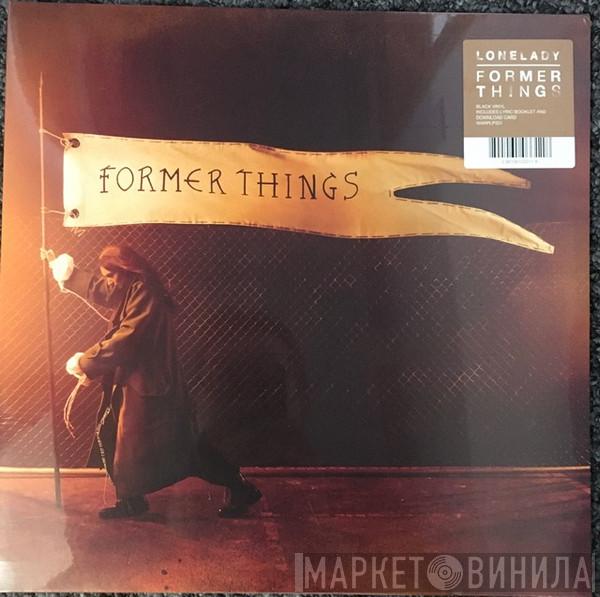 LONELADY
FORMER
THINGS
BLACK VINYL
INCLUDES LYRIC BOOKLET AND
DOWNLOAD CARD
FORMER THINGS
МАРКЕТ ВИНИЛА